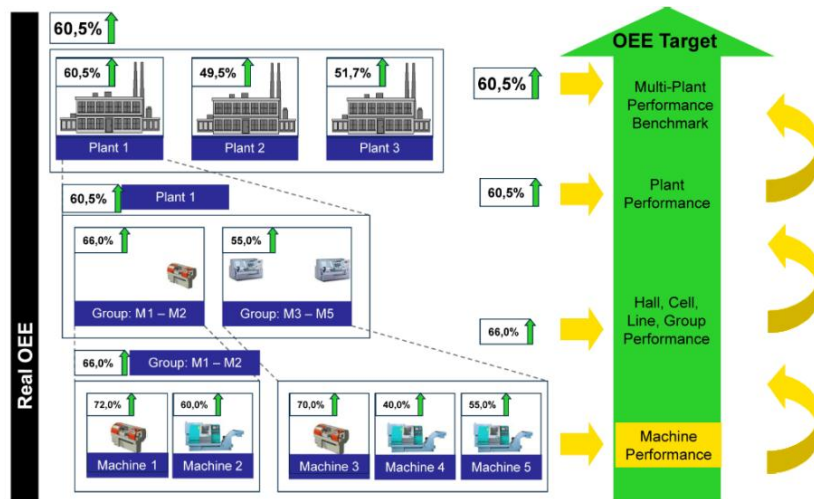 Real OEE
60,5%
60,5%
49,5%
51,7%
Plant 1
Plant 2
Plant 3
60,5%
Plant 1
66,0%
55,0%
Group: M1 – M2
Group: M3 – M5
66,0%
Group: M1 – M2
72,0%
60,0%
70,0%
40,0%
55,0%
Machine 1
Machine 2
Machine 3
Machine 4
Machine 5
OEE Target
60,5%
Multi-Plant
Performance
Benchmark
60,5%
Plant
Performance
66,0%
Hall, Cell,
Line, Group
Performance
Machine
Performance